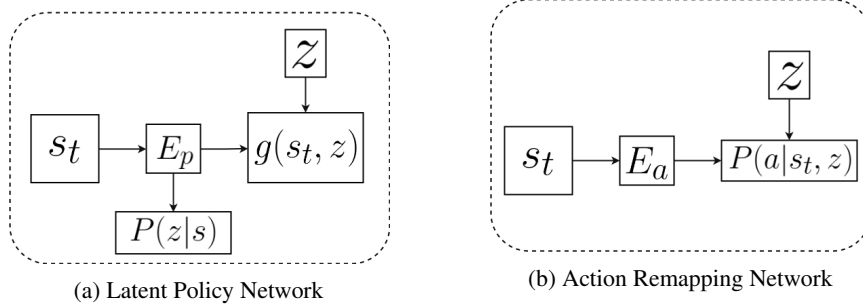 z
s_t
E_p
g(s_t, z)
P(z|s)
(a) Latent Policy Network
z
s_t
E_a
P(a|s_t, z)
(b) Action Remapping Network